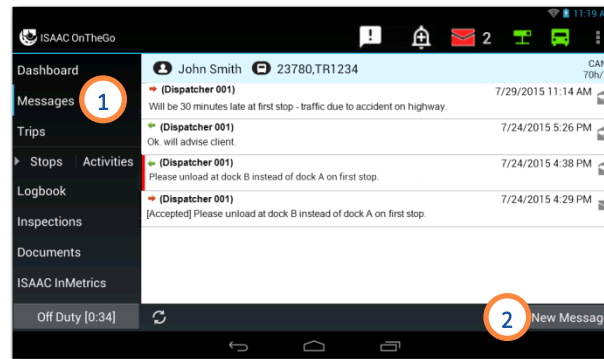 11:19 A
ISAAC OnTheGo
2
Dashboard
John Smith 23780,TR1234
CAN
70h/
Messages
1
(Dispatcher 001) 7/29/2015 11:14 AM
Will be 30 minutes late at first stop - traffic due to accident on highway.
Trips
(Dispatcher 001) 7/24/2015 5:26 PM
Ok. will advise client.
Stops Activities
(Dispatcher 001) 7/24/2015 4:38 PM
Please unload at dock B instead of dock A on first stop.
Logbook
(Dispatcher 001) 7/24/2015 4:29 PM
[Accepted] Please unload at dock B instead of dock A on first stop.
Inspections
Documents
ISAAC InMetrics
Off Duty [0:34]
2
New Messag